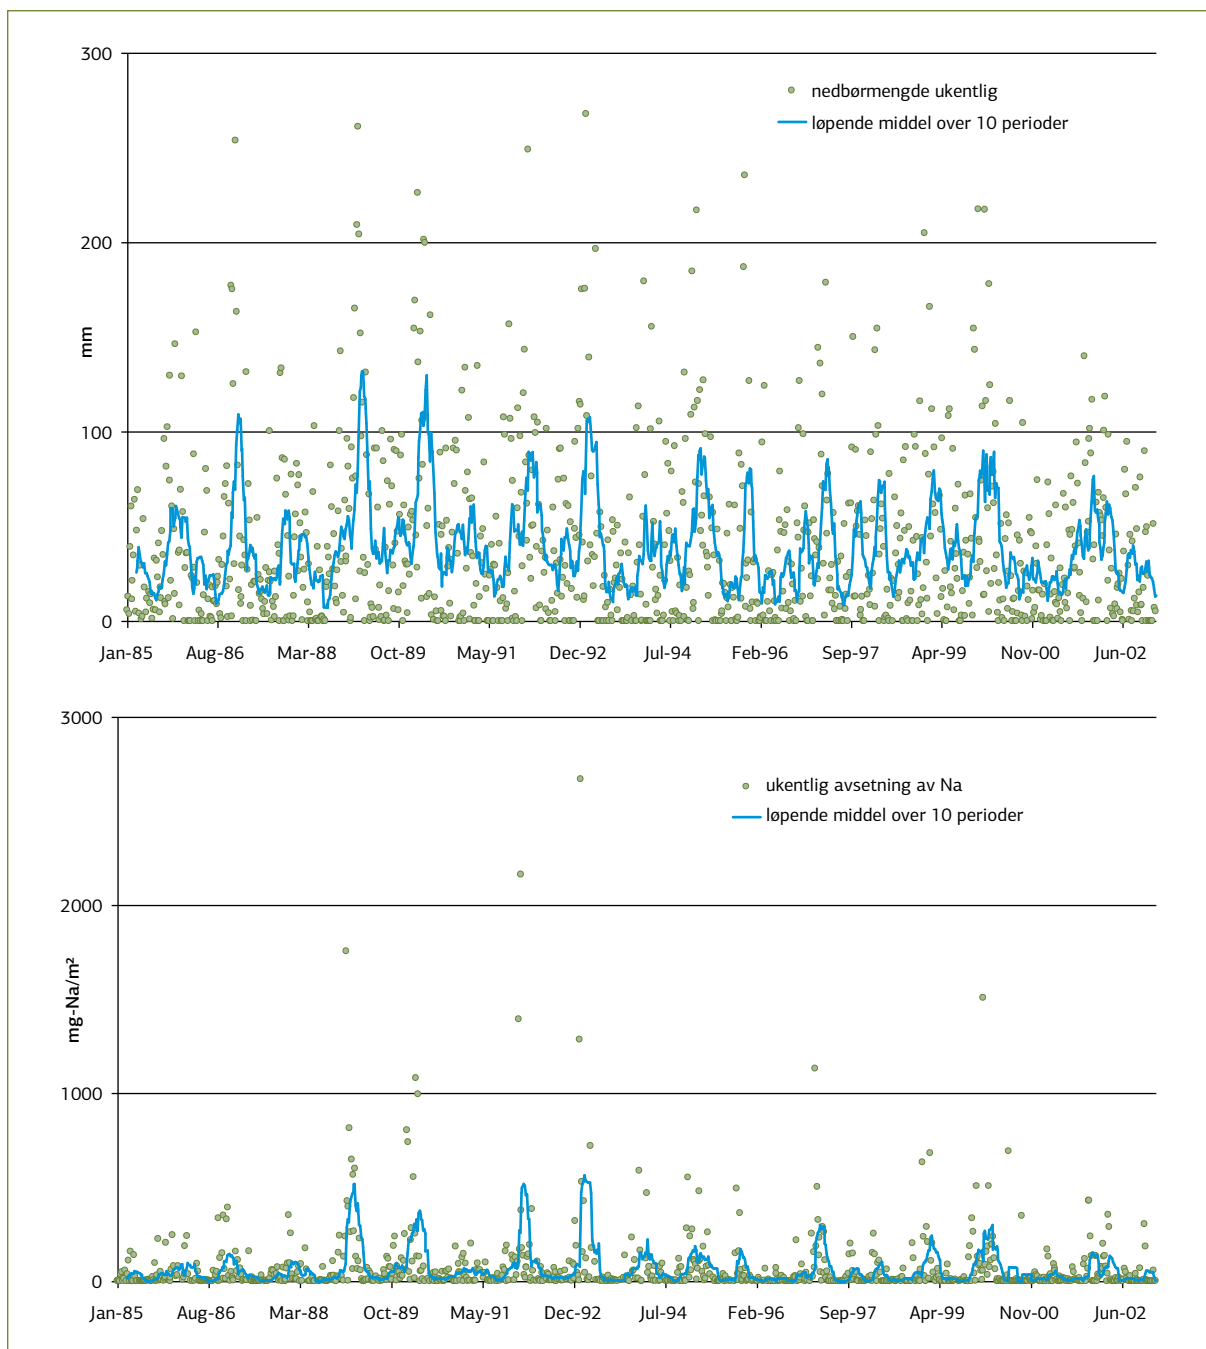 300
nedbørmengde ukentlig
løpende middel over 10 perioder
200
mm
100
0
Jan-85 Aug-86 Mar-88 Oct-89 May-91 Dec-92 Jul-94 Feb-96 Sep-97 Apr-99 Nov-00 Jun-02
3000
ukentlig avsetning av Na
løpende middel over 10 perioder
2000
mg-Na/m²
1000
0
Jan-85 Aug-86 Mar-88 Oct-89 May-91 Dec-92 Jul-94 Feb-96 Sep-97 Apr-99 Nov-00 Jun-02